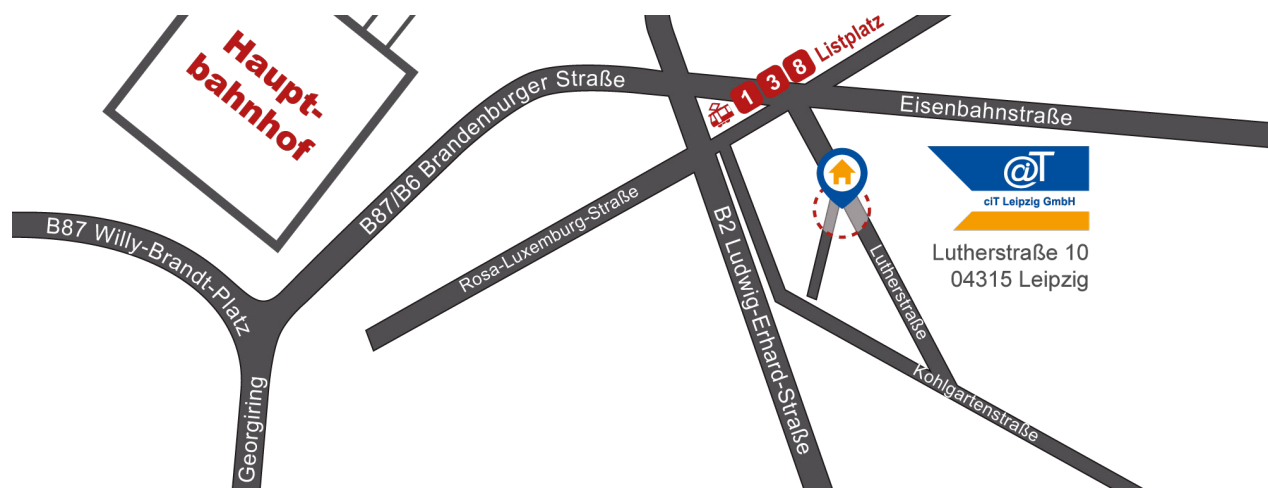 Haupt-
bahnhof
B87/B6 Brandenburger Straße
1 3 8 Listplatz
Eisenbahnstraße
B87 Willy-Brandt-Platz
Rosa-Luxemburg-Straße
B2 Ludwig-Erhard-Straße
Lutherstraße
@iT
ciT Leipzig GmbH
Lutherstraße 10
04315 Leipzig
Georgiring
Kohlgartenstraße